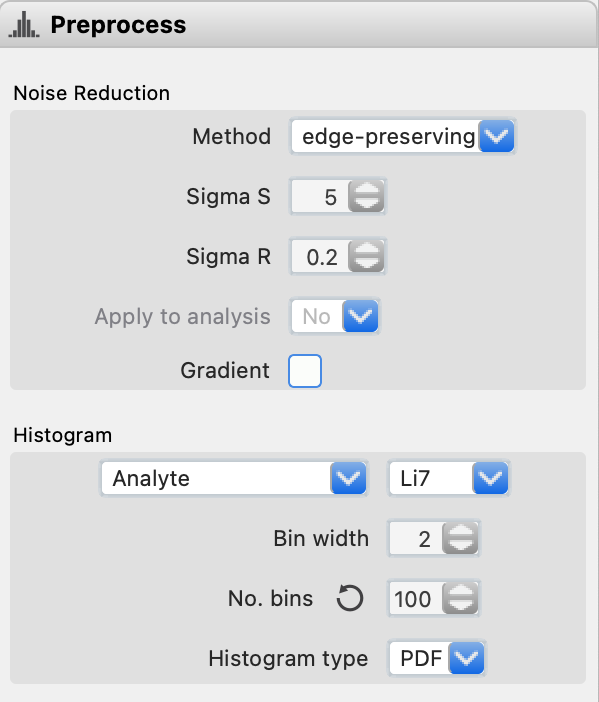 Preprocess
Noise Reduction
Method edge-preserving
Sigma S 5
Sigma R 0.2
Apply to analysis No
Gradient
Histogram
Analyte Li7
Bin width 2
No. bins 100
Histogram type PDF